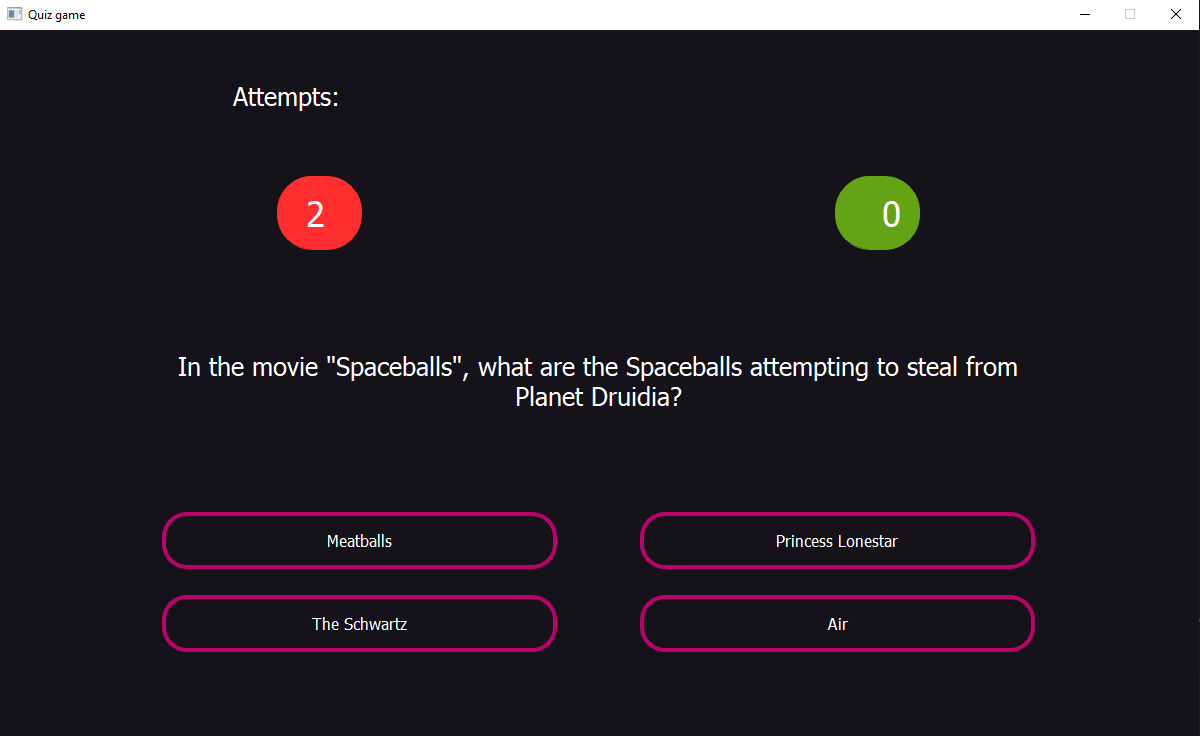 Quiz game
Attempts:
2
0
In the movie "Spaceballs", what are the Spaceballs attempting to steal from
Planet Druidia?
Meatballs
Princess Lonestar
The Schwartz
Air